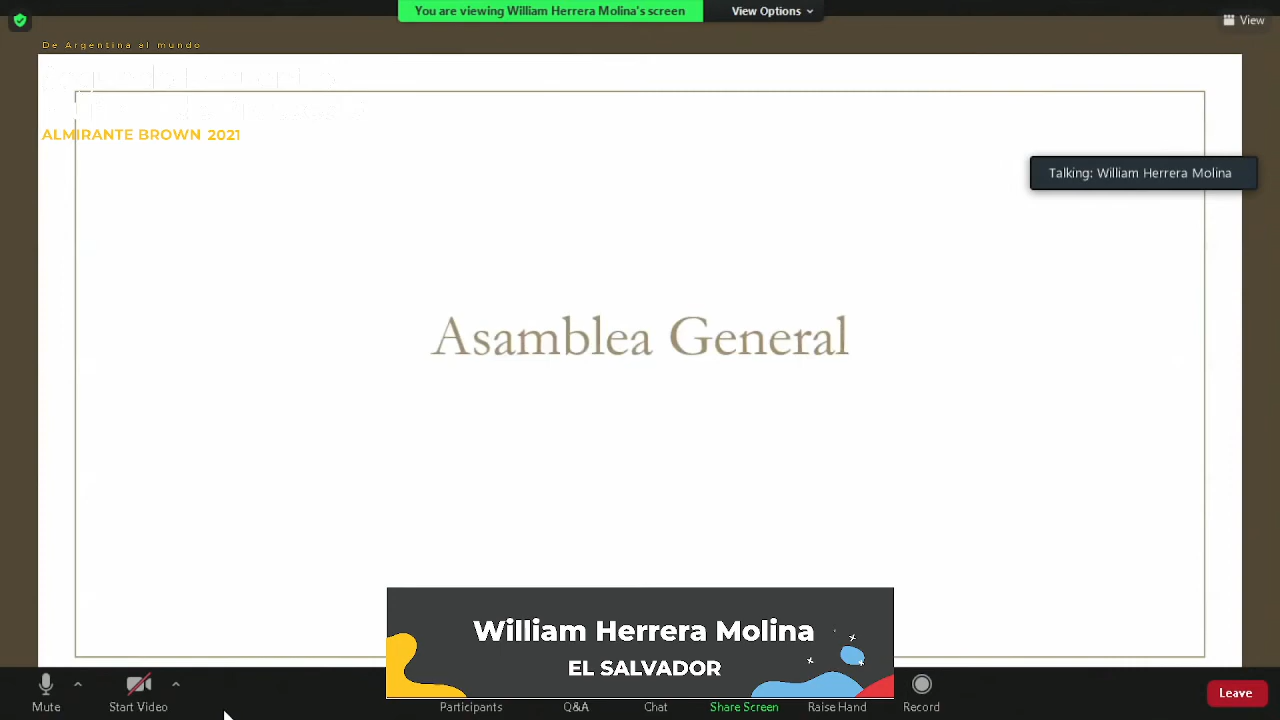 You are viewing William Herrera Molina's screen
View Options
View
De Argentina al mundo
ALMIRANTE BROWN 2021
Talking: William Herrera Molina
Asamblea General
William Herrera Molina
EL SALVADOR
Mute
Start Video
Participants
Q&A
Chat
Share Screen
Raise Hand
Record
Leave